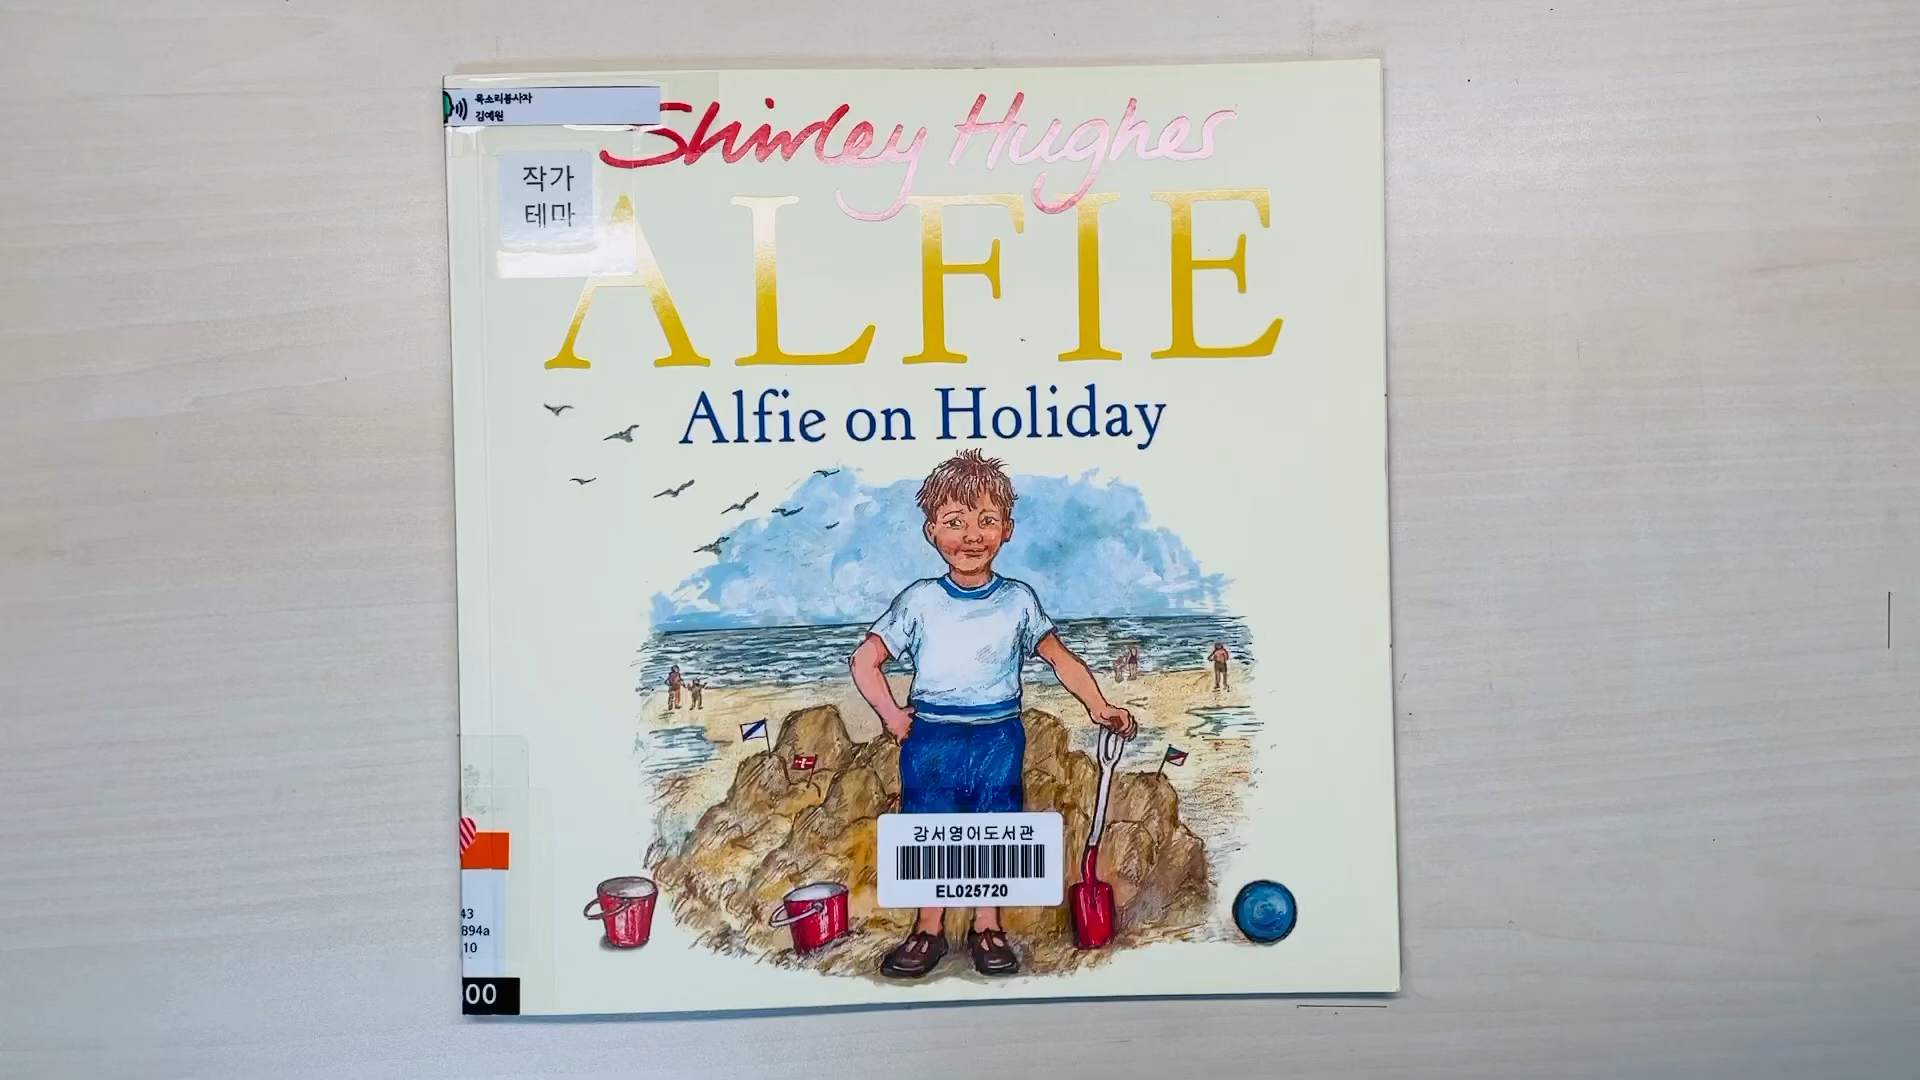 목소리봉사자
김예원
Shirley Hughes
작가
테마
ALFIE
Alfie on Holiday
강서영어도서관
EL025720
43
894a
10
00